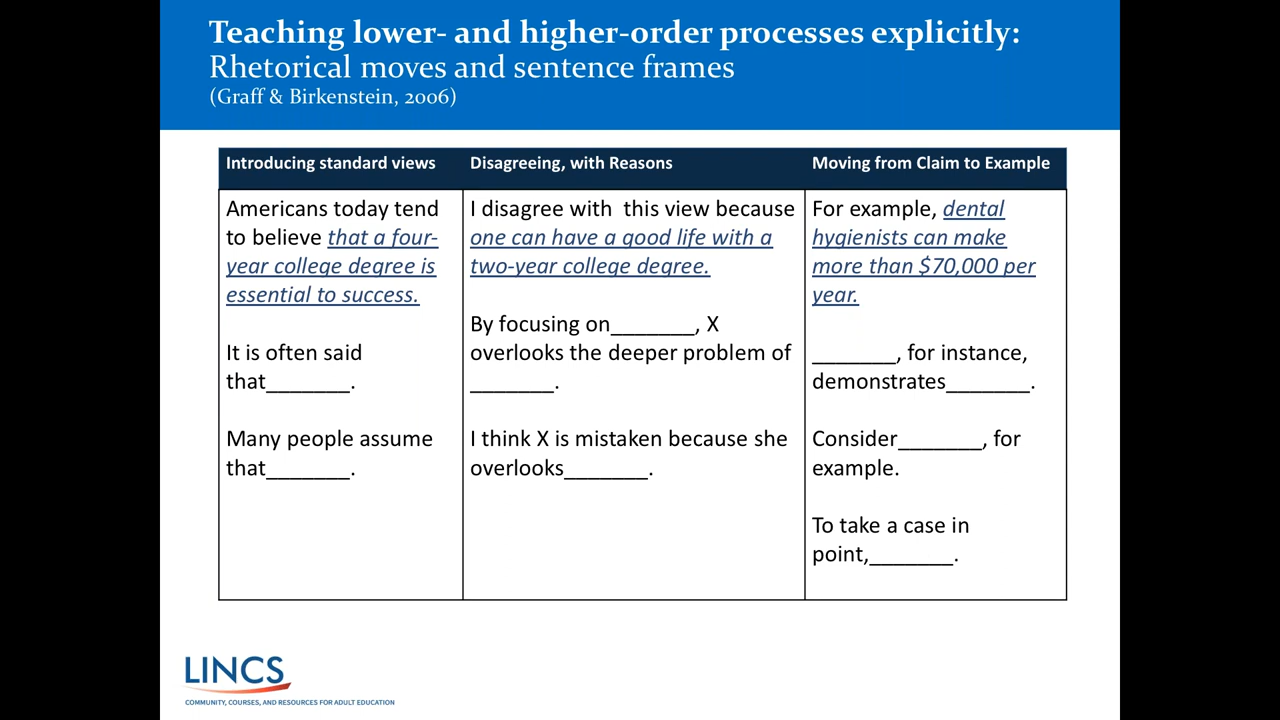 Teaching lower- and higher-order processes explicitly:
Rhetorical moves and sentence frames
(Graff & Birkenstein, 2006)
Introducing standard views
Americans today tend
to believe that a four-
year college degree is
essential to success.
It is often said
that_______.
Many people assume
that_______.
Disagreeing, with Reasons
I disagree with  this view because
one can have a good life with a
two-year college degree.
By focusing on_______, X
overlooks the deeper problem of
_______.
I think X is mistaken because she
overlooks_______.
Moving from Claim to Example
For example, dental
hygienists can make
more than $70,000 per
year.
_______, for instance,
demonstrates_______.
Consider_______, for
example.
To take a case in
point,_______.
LINCS
COMMUNITY, COURSES, AND RESOURCES FOR ADULT EDUCATION